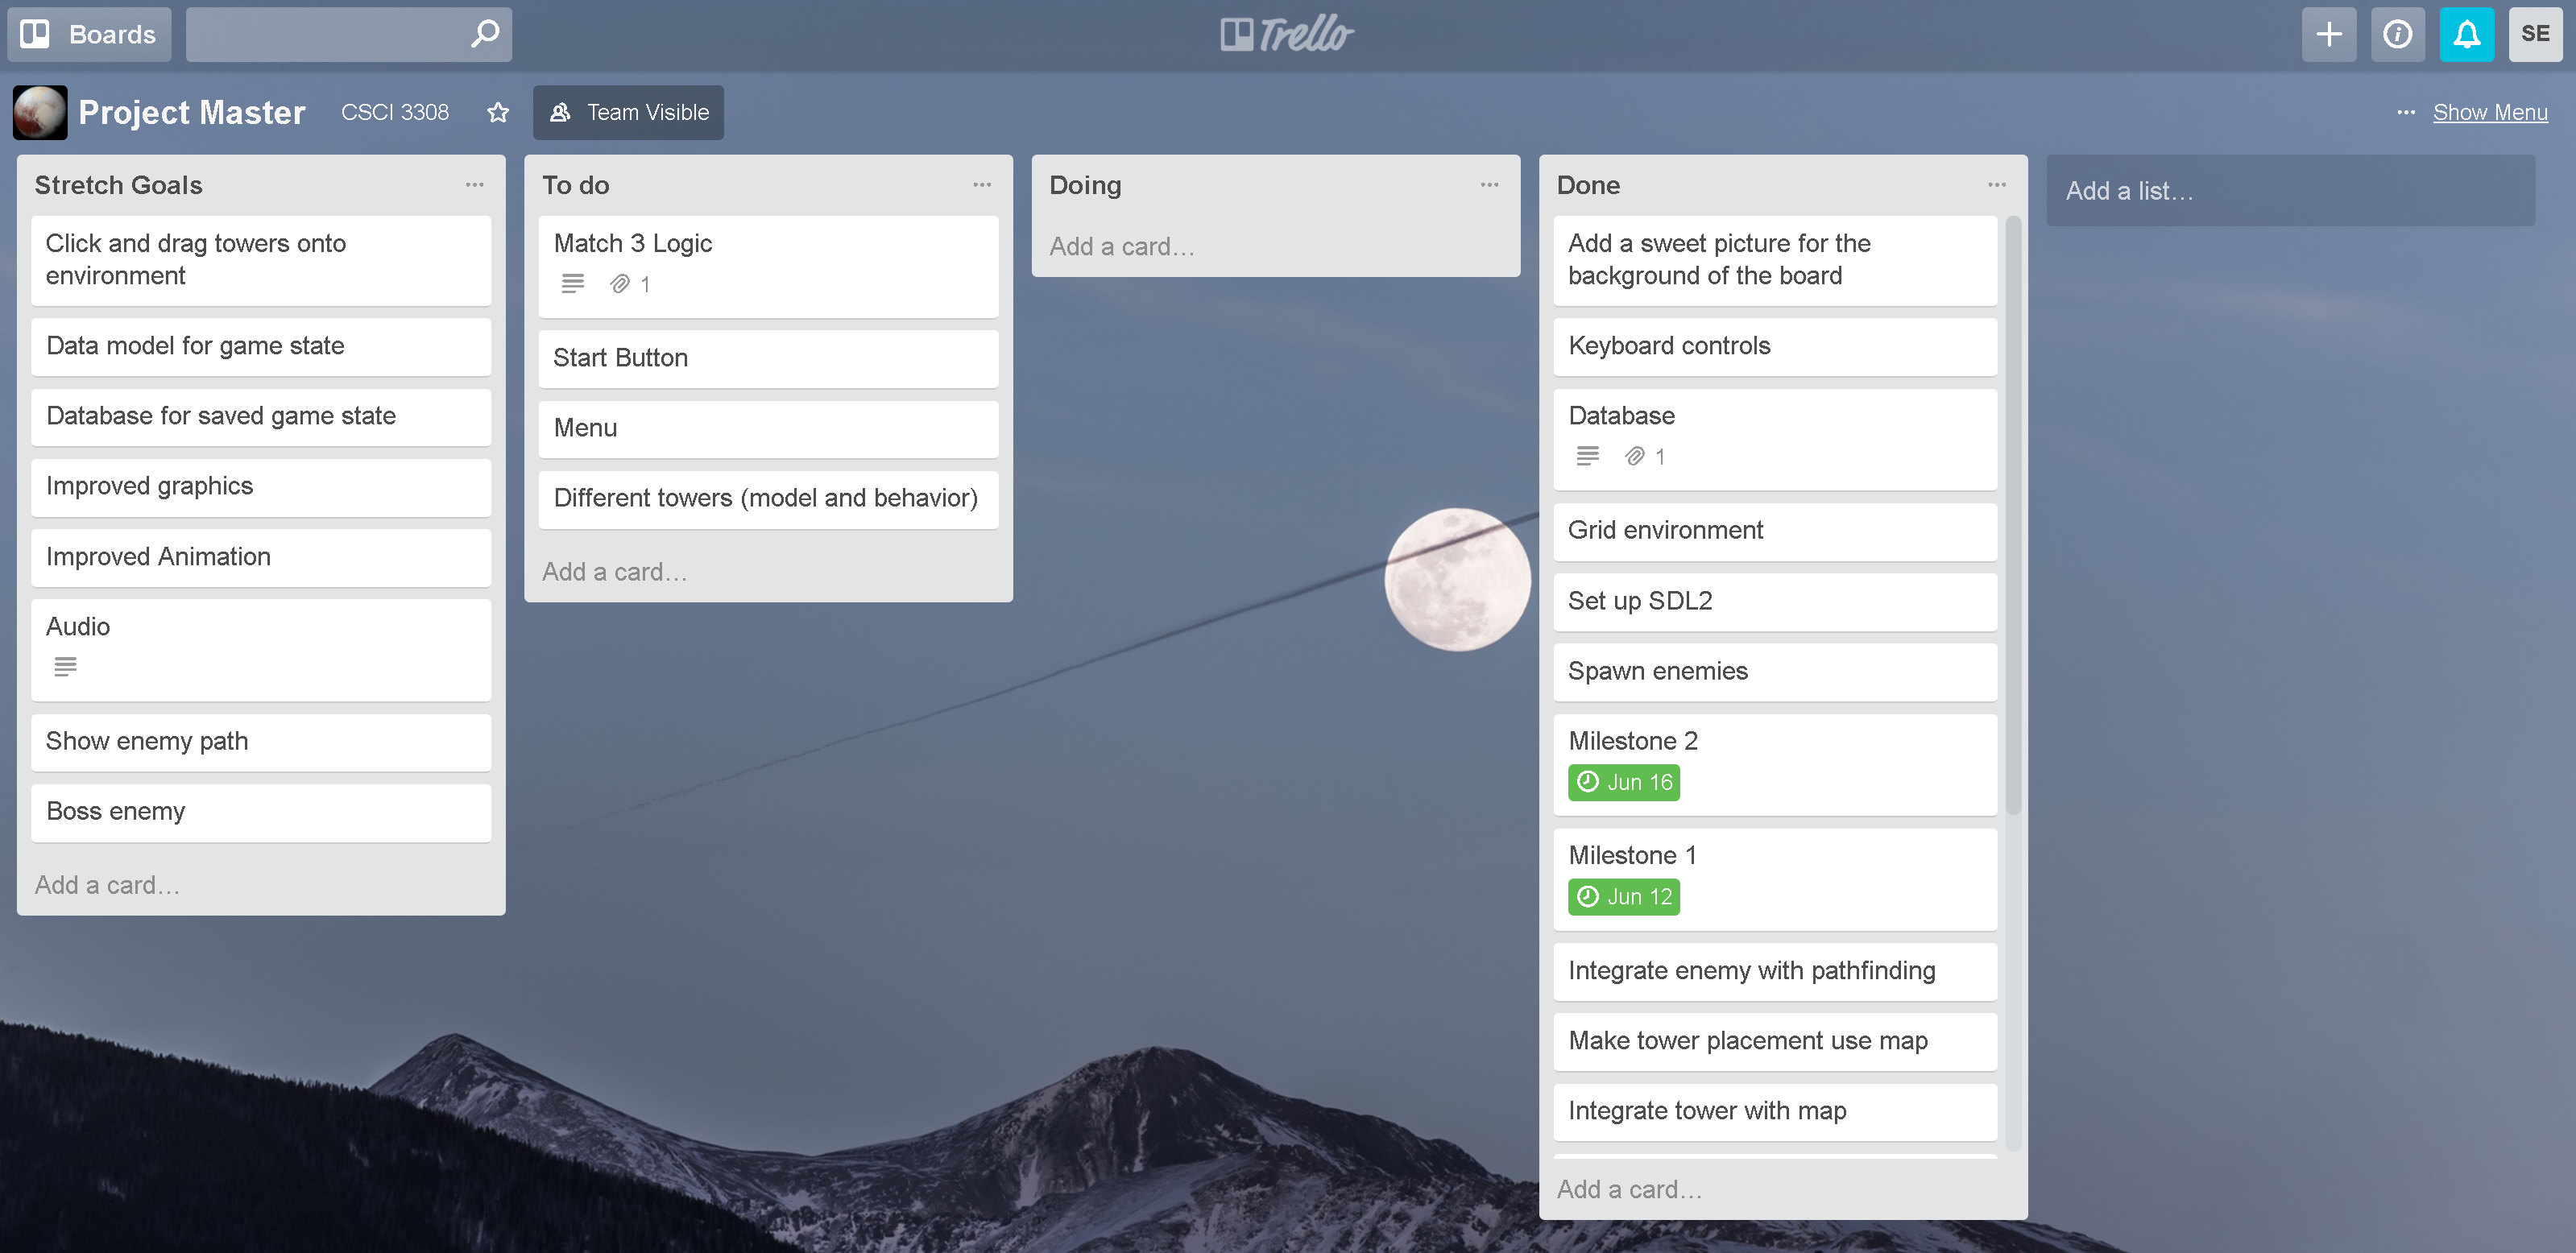 Boards
Trello
SE
Project Master
CSCI 3308
Team Visible
Show Menu
Stretch Goals
Click and drag towers onto
environment
Data model for game state
Database for saved game state
Improved graphics
Improved Animation
Audio
Show enemy path
Boss enemy
Add a card…
To do
Match 3 Logic
1
Start Button
Menu
Different towers (model and behavior)
Add a card…
Doing
Add a card…
Done
Add a sweet picture for the
background of the board
Keyboard controls
Database
1
Grid environment
Set up SDL2
Spawn enemies
Milestone 2
Jun 16
Milestone 1
Jun 12
Integrate enemy with pathfinding
Make tower placement use map
Integrate tower with map
Add a card…
Add a list…